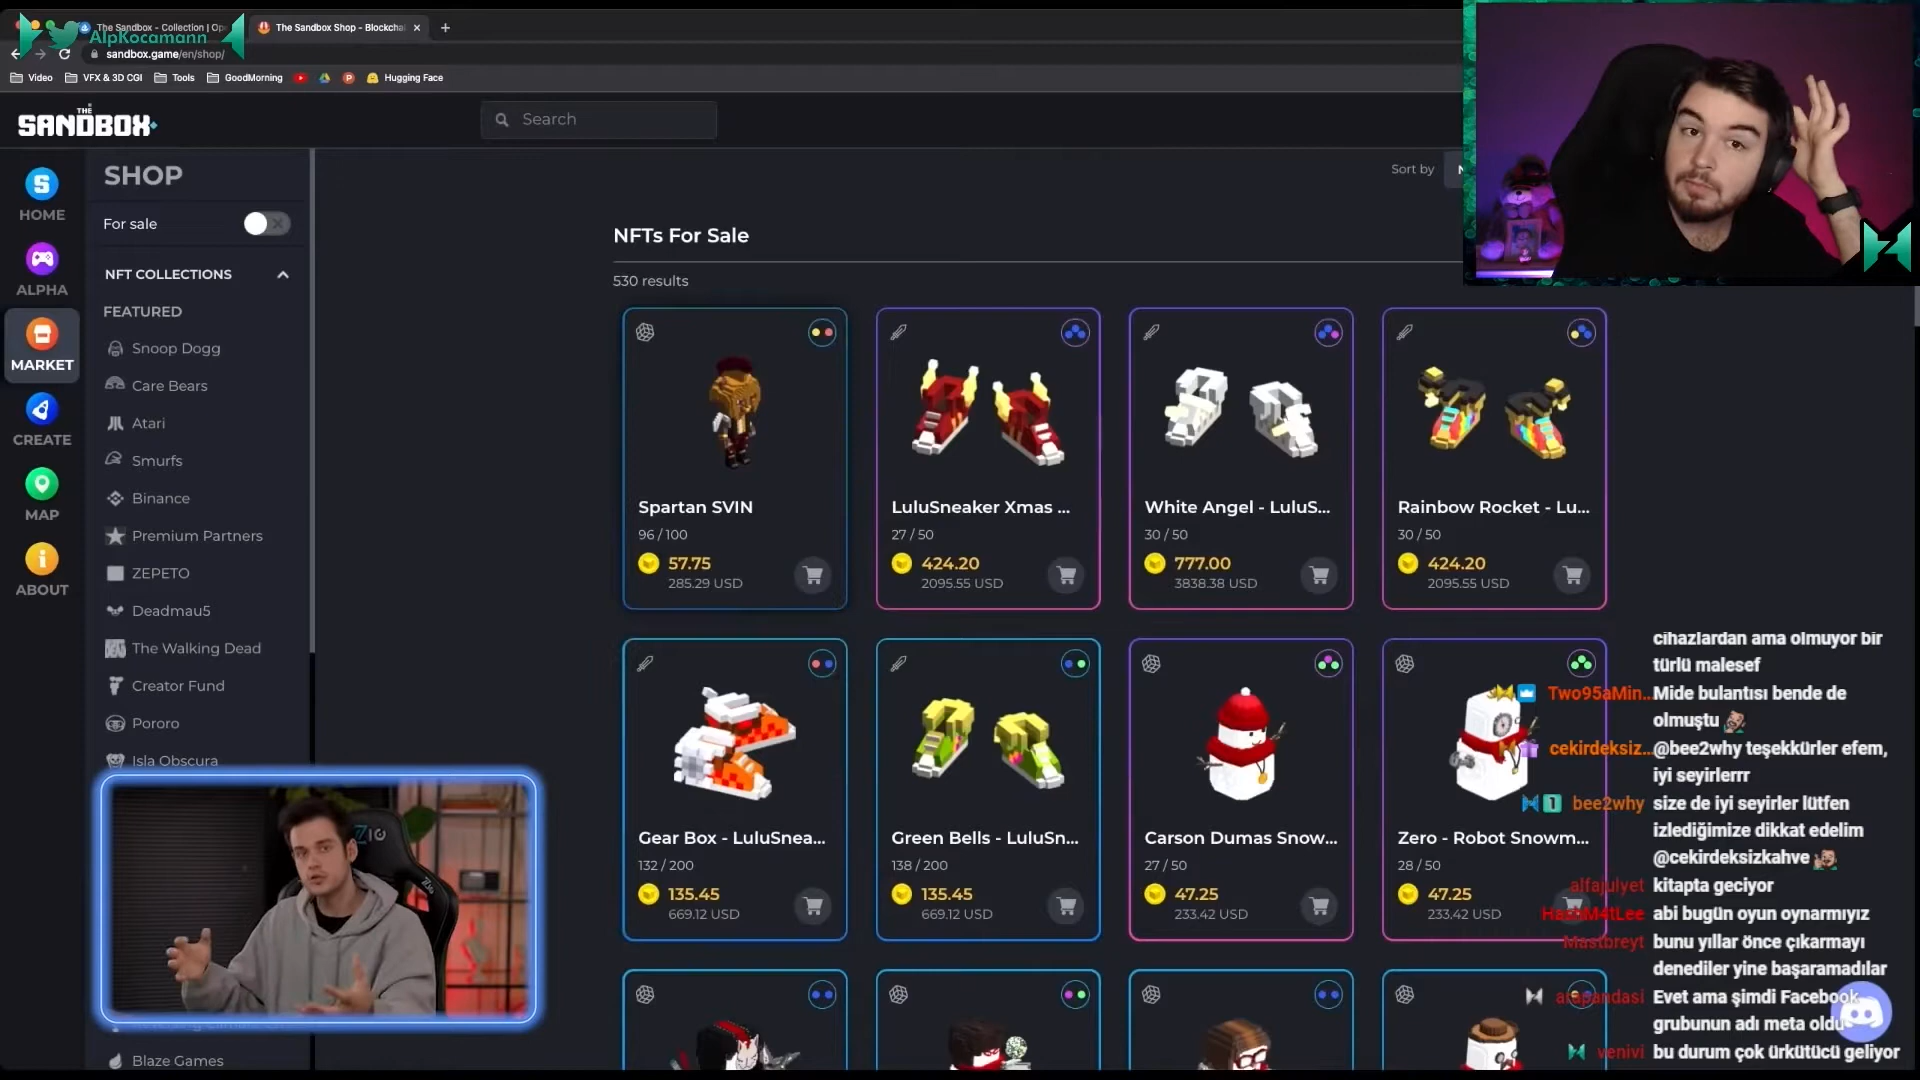 The Sandbox - Collection | Op
The Sandbox Shop - Blockcha
AlpKocamann
sandbox.game/en/shop/
Video
VFX & 3D CGI
Tools
GoodMorning
Hugging Face
THE
SANDBOX
Search
HOME
ALPHA
MARKET
CREATE
MAP
ABOUT
SHOP
For sale
NFT COLLECTIONS
FEATURED
Snoop Dogg
Care Bears
Atari
Smurfs
Binance
Premium Partners
ZEPETO
Deadmau5
The Walking Dead
Creator Fund
Pororo
Isla Obscura
Blaze Games
Sort by
NFTs For Sale
530 results
Spartan SVIN
96 / 100
57.75
285.29 USD
LuluSneaker Xmas ...
27 / 50
424.20
2095.55 USD
White Angel - LuluS...
30 / 50
777.00
3838.38 USD
Rainbow Rocket - Lu...
30 / 50
424.20
2095.55 USD
Gear Box - LuluSnea...
132 / 200
135.45
669.12 USD
Green Bells - LuluSn...
138 / 200
135.45
669.12 USD
Carson Dumas Snow...
27 / 50
47.25
233.42 USD
Zero - Robot Snowm...
28 / 50
47.25
233.42 USD
cihazlardan ama olmuyor bir
türlü malesef
Two95aMin... Mide bulantısı bende de
olmuştu
cekirdeksiz... @bee2why teşekkürler efem,
iyi seyirlerrr
1 bee2why size de iyi seyirler lütfen
izlediğimize dikkat edelim
@cekirdeksizkahve
alfajulyet kitapta geciyor
abi bugün oyun oynarmıyız
Mastbreyt bunu yıllar önce çıkarmayı
denediler yine başaramadılar
Evet ama şimdi Facebook
grubunun adı meta oldu
venivi bu durum çok ürkütücü geliyor